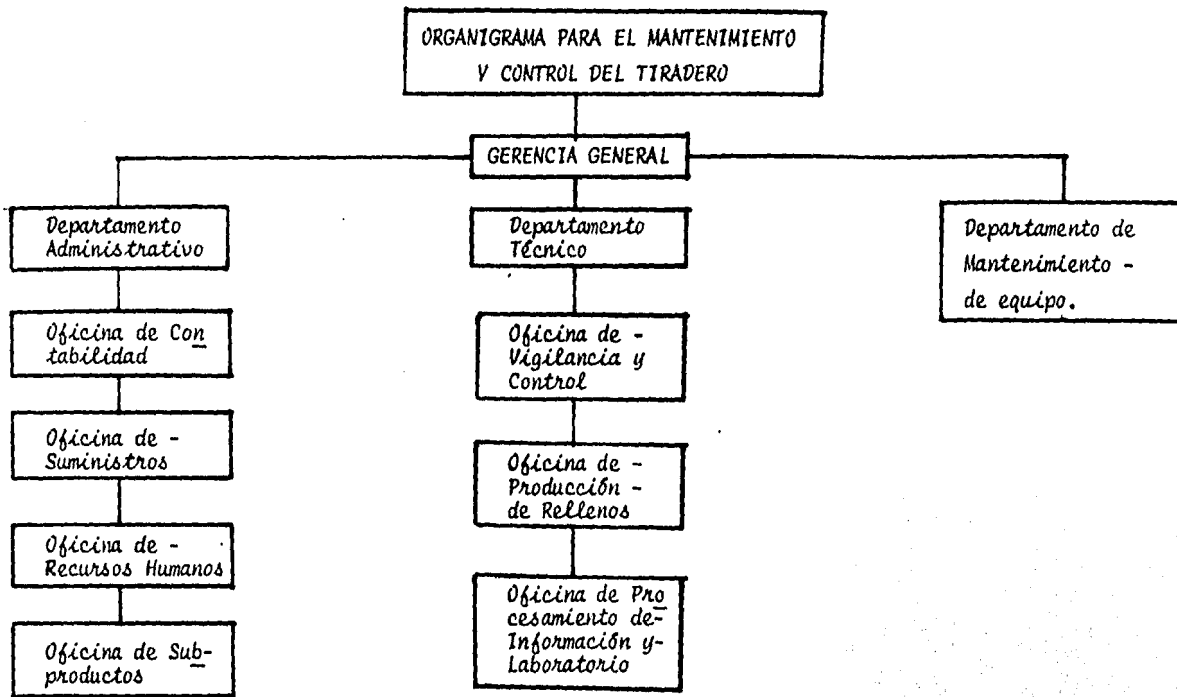 ORGANIGRAMA PARA EL MANTENIMIENTO
Y CONTROL DEL TIRADERO
GERENCIA GENERAL
Departamento
Administrativo
Oficina de Con
tabilidad
Oficina de -
Suministros
Oficina de -
Recursos Humanos
Oficina de Sub-
productos
Departamento
Técnico
Oficina de -
Vigilancia y
Control
Oficina de -
Producción -
de Rellenos
Oficina de Pro
cesamiento de-
Información y-
Laboratorio
Departamento de
Mantenimiento -
de equipo.